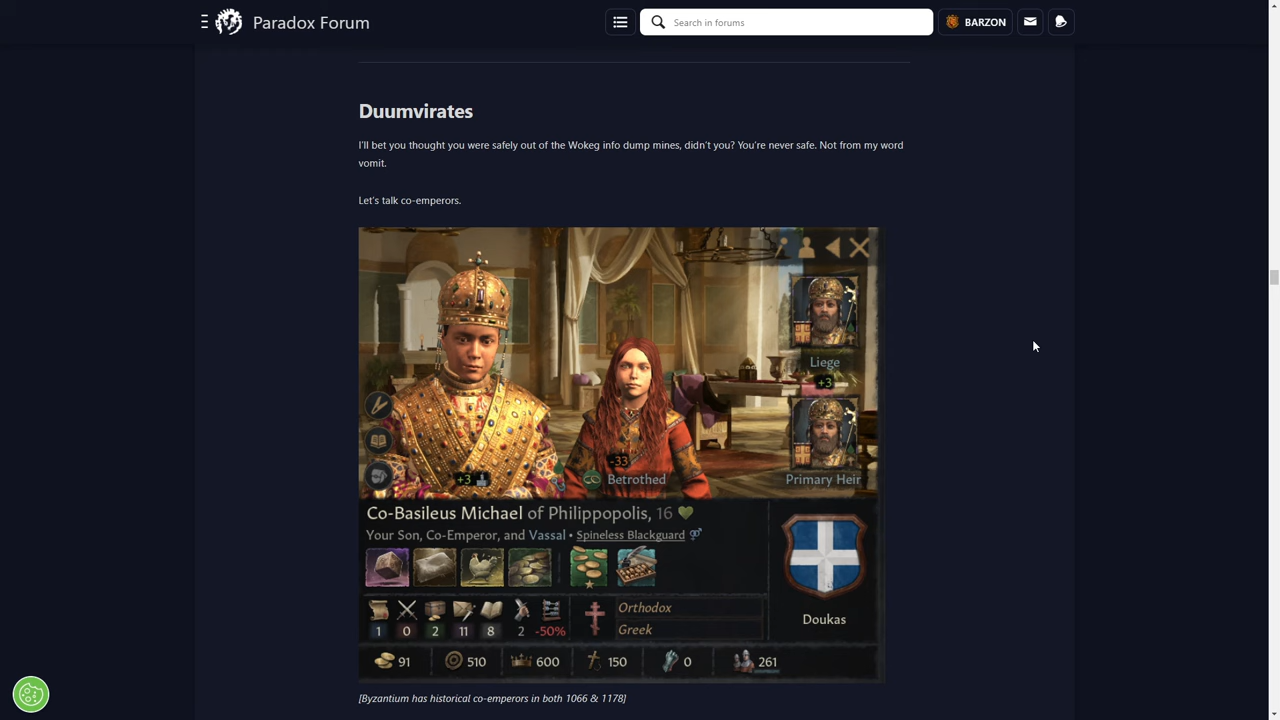 Paradox Forum
Search in forums
BARZON
Duumvirates
I'll bet you thought you were safely out of the Wokeg info dump mines, didn't you? You're never safe. Not from my word
vomit.
Let's talk co-emperors.
Liege
+3
-33
+3
Betrothed
Primary Heir
Co-Basileus Michael of Philippopolis, 16
Your Son, Co-Emperor, and Vassal • Spineless Blackguard
Orthodox
1 0 2 11 8 2 -50%
Greek
Doukas
91 510 600 150 0 261
[Byzantium has historical co-emperors in both 1066 & 1178]